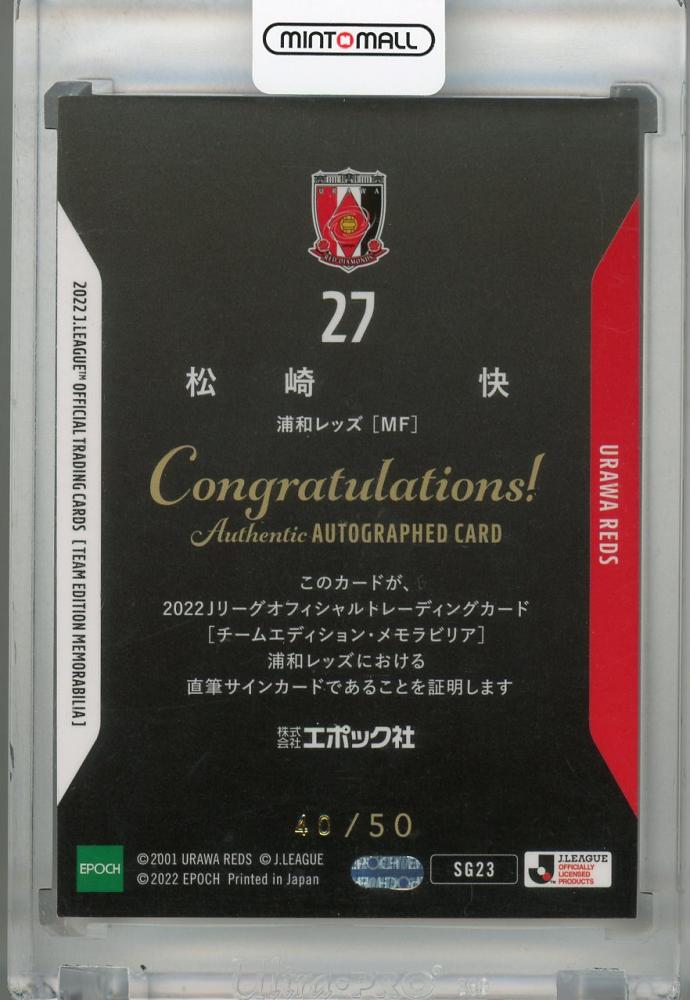 MINTOMALL
URAWA
RED DIAMONDS
27
松崎 快
浦和レッズ［MF］
Congratulations!
Authentic AUTOGRAPHED CARD
このカードが、
2022Jリーグオフィシャルトレーディングカード
［チームエディション・メモラビリア］
浦和レッズにおける
直筆サインカードであることを証明します
株式会社エポック社
40/50
EPOCH
©2001 URAWA REDS ©J.LEAGUE
©2022 EPOCH Printed in Japan
SG23
J.LEAGUE
OFFICIALLY
LICENSED
PRODUCTS
2022 J.LEAGUE™ OFFICIAL TRADING CARDS [TEAM EDITION MEMORABILIA]
URAWA REDS
Ultra·PRO